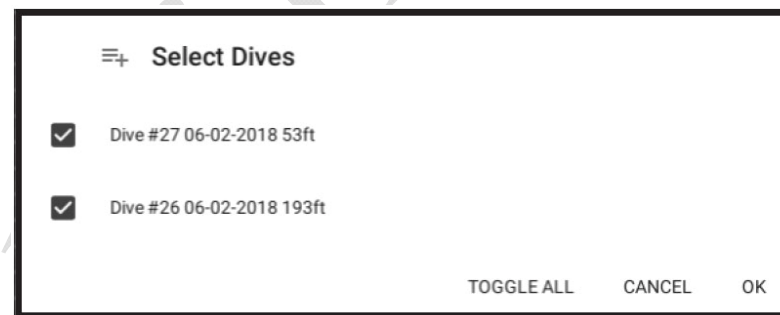 Select Dives
Dive #27 06-02-2018 53ft
Dive #26 06-02-2018 193ft
TOGGLE ALL CANCEL OK